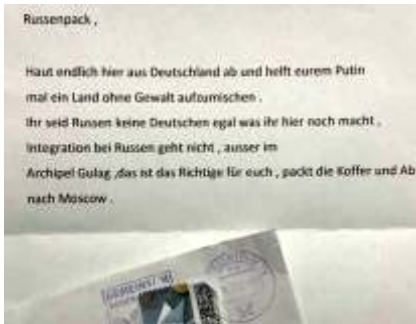 Russenpack ,
Haut endlich hier aus Deutschland ab und helft eurem Putin
mal ein Land ohne Gewalt aufzumischen .
Ihr seid Russen keine Deutschen egal was ihr hier noch macht ,
Integration bei Russen geht nicht , ausser im
Archipel Gulag ,das ist das Richtige für euch , packt die Koffer und Ab
nach Moscow .